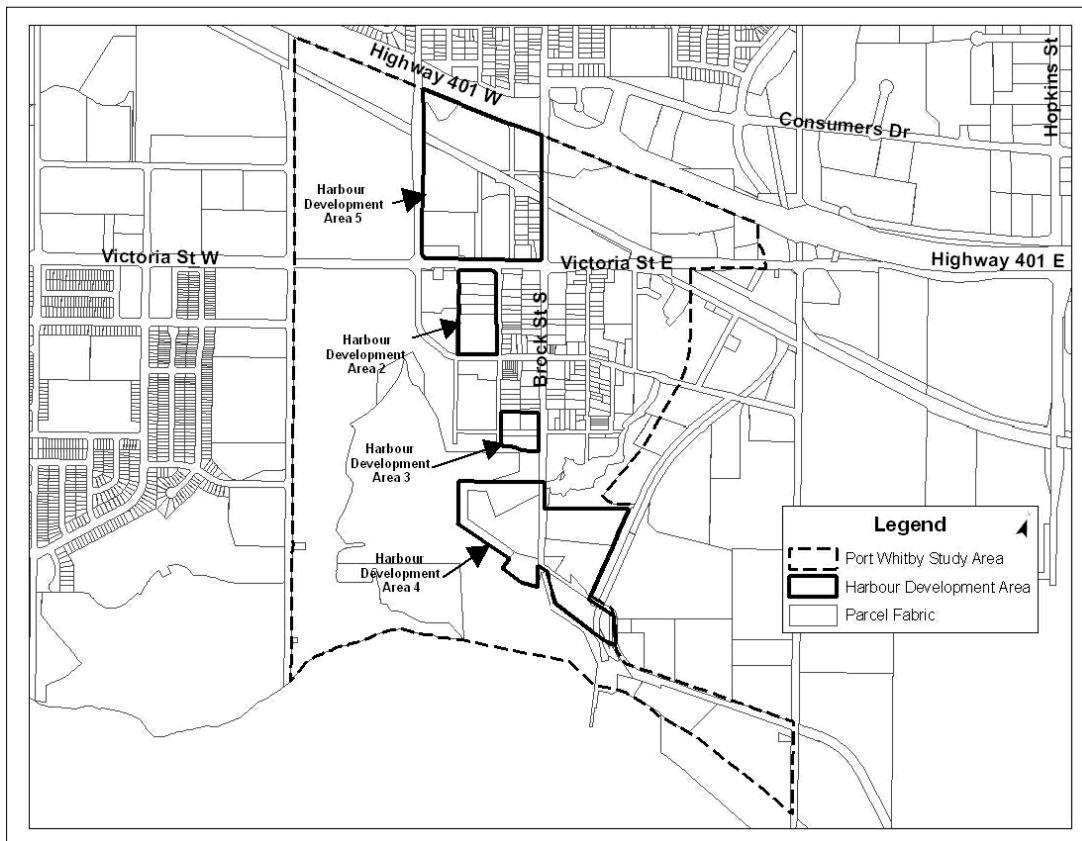 Highway 401 W
Hopkins St
Consumers Dr
Harbour
Development
Area 5
Victoria St W
Victoria St E
Highway 401 E
Brock St S
Harbour
Development
Area 2
Harbour
Development
Area 3
Harbour
Development
Area 4
Legend
Port Whitby Study Area
Harbour Development Area
Parcel Fabric